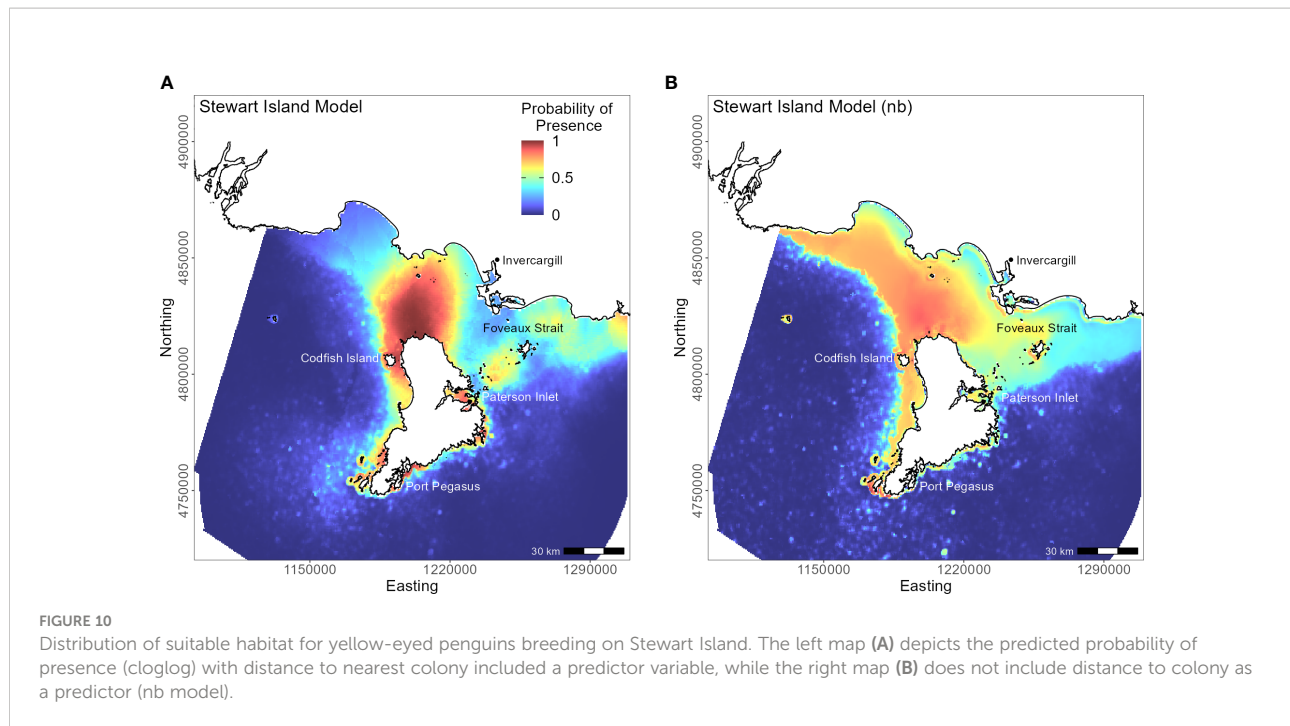 A
Stewart Island Model
Probability of
Presence
1
0.5
0
4900000
4850000
4800000
4750000
Northing
Invercargill
Foveaux Strait
Codfish Island
Paterson Inlet
Port Pegasus
30 km
1150000
1220000
1290000
Easting
B
Stewart Island Model (nb)
4900000
4850000
4800000
4750000
Northing
Invercargill
Foveaux Strait
Codfish Island
Paterson Inlet
Port Pegasus
30 km
1150000
1220000
1290000
Easting
FIGURE 10
Distribution of suitable habitat for yellow-eyed penguins breeding on Stewart Island. The left map (A) depicts the predicted probability of
presence (cloglog) with distance to nearest colony included a predictor variable, while the right map (B) does not include distance to colony as
a predictor (nb model).